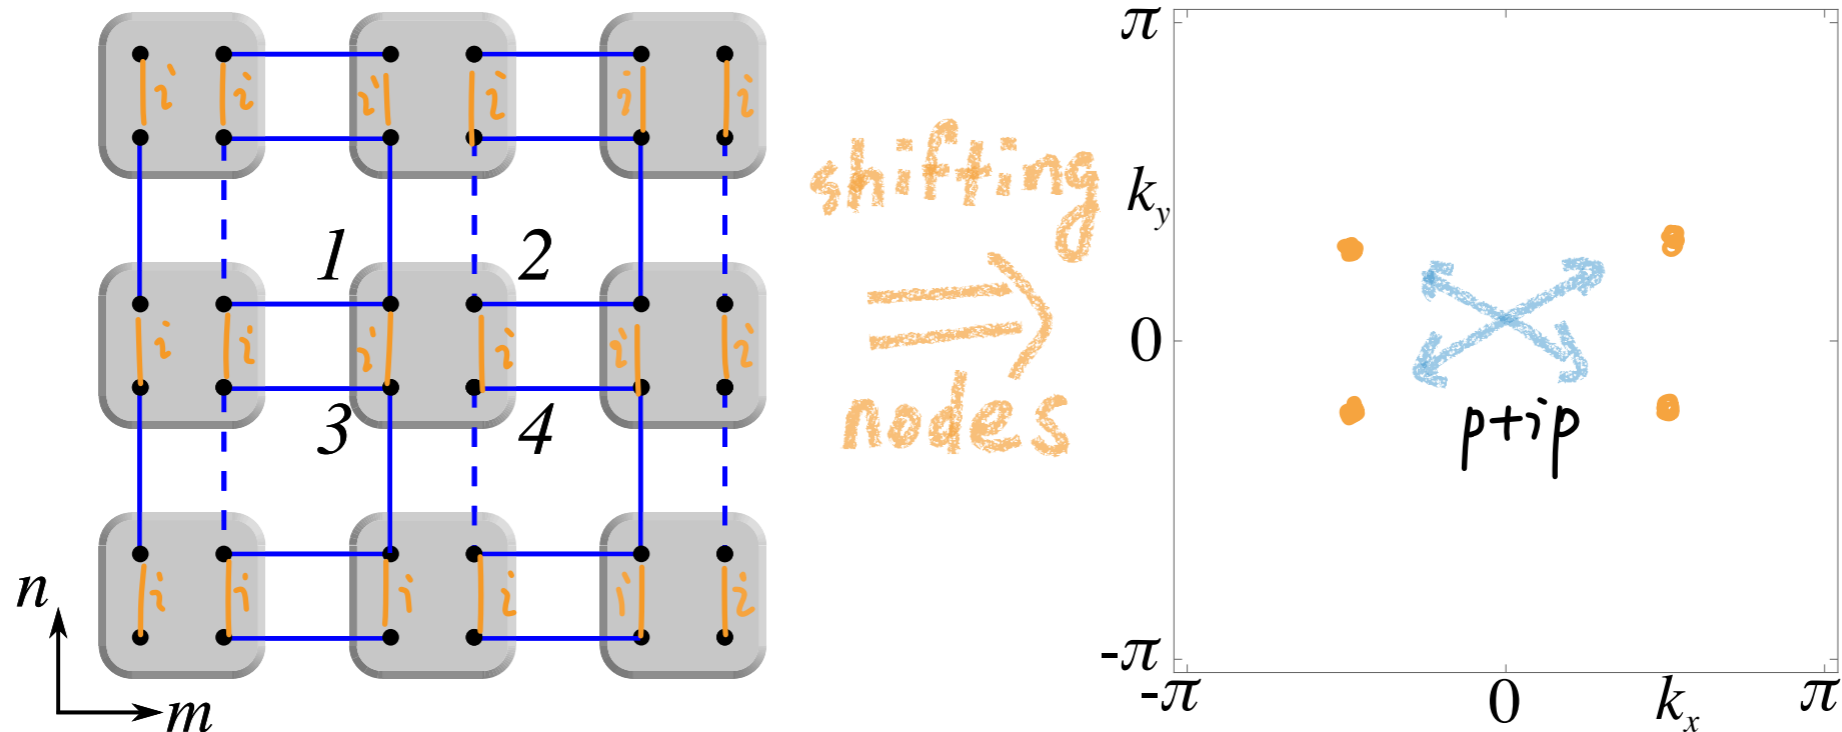 i i i i i i
1 2
i i i i i i
3 4
i i i i i i
n
m
shifting
nodes
π
k_y
0
p+ip
-π
-π 0 k_x π